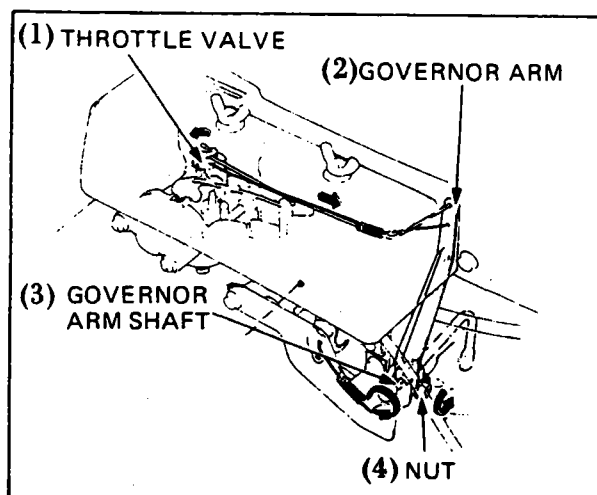 (1) THROTTLE VALVE
(2) GOVERNOR ARM
(3) GOVERNOR
ARM SHAFT
(4) NUT